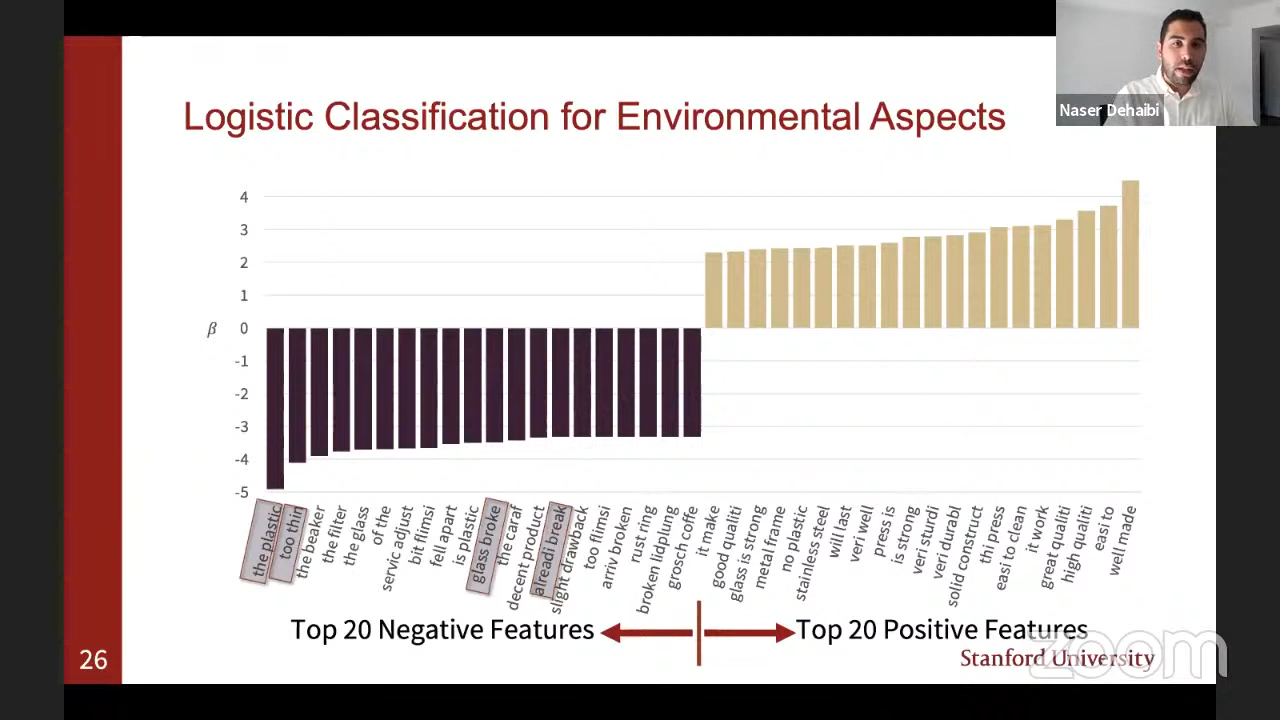 Naser Dehaibi
Logistic Classification for Environmental Aspects
4
3
2
1
β 0
-1
-2
-3
-4
-5
the plastic
too thin
the beaker
the filter
the glass
of the
servic adjust
bit flimsi
fell apart
is plastic
glass broke
the caraf
decent product
alreadi break
slight drawback
too flimsi
arriv broken
rust ring
broken lidplung
grosch coffe
it make
good qualiti
glass is strong
metal frame
no plastic
stainless steel
will last
veri well
press is
is strong
veri sturdi
veri durabl
solid construct
thi press
easi to clean
it work
great qualiti
high qualiti
easi to
well made
Top 20 Negative Features
Top 20 Positive Features
26
Stanford University
zoom